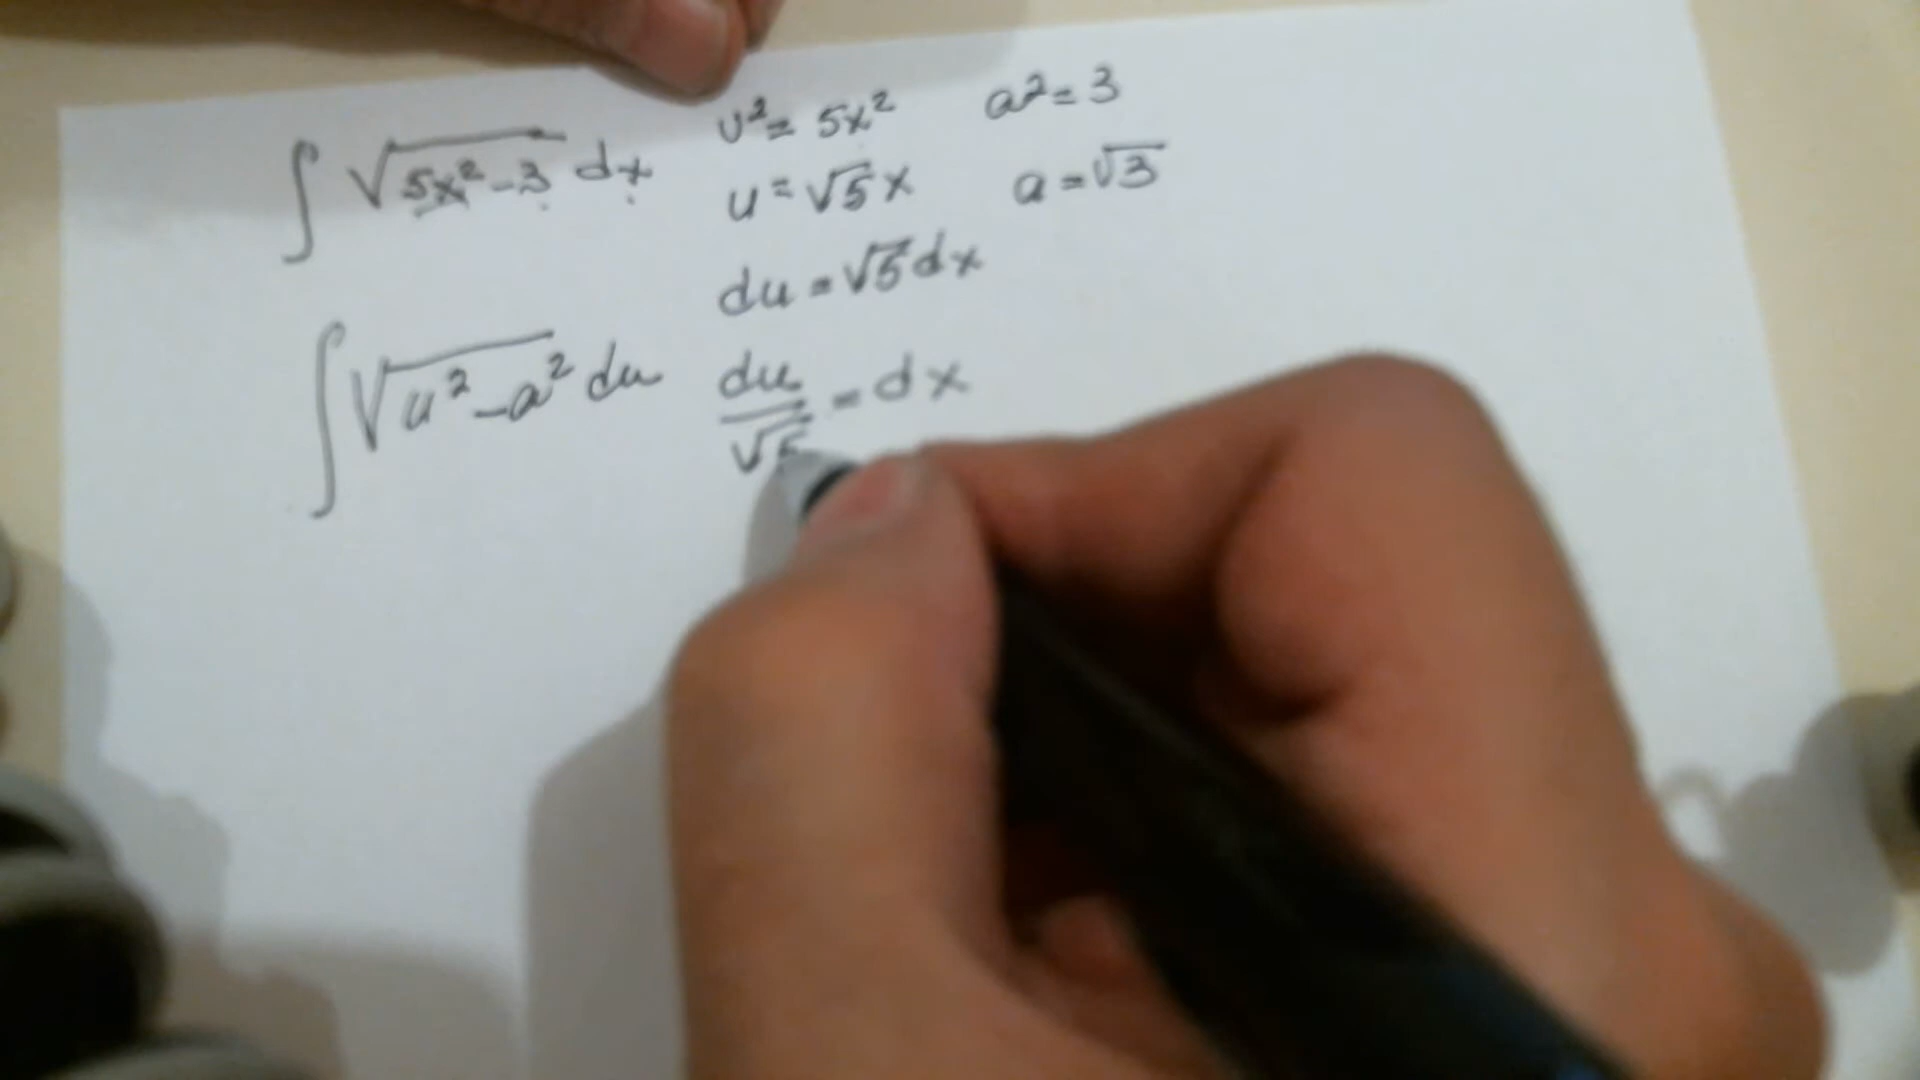 ∫ √(5x² - 3) dx
u² = 5x²
a² = 3
u = √5 x
a = √3
du = √5 dx
∫ √(u² - a²) du
du/√5 = dx